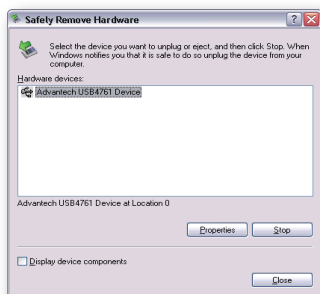 Safely Remove Hardware
Select the device you want to unplug or eject, and then click Stop. When
Windows notifies you that it is safe to do so unplug the device from your
computer.
Hardware devices:
Advantech USB4761 Device
Advantech USB4761 Device at Location 0
Properties
Stop
Display device components
Close